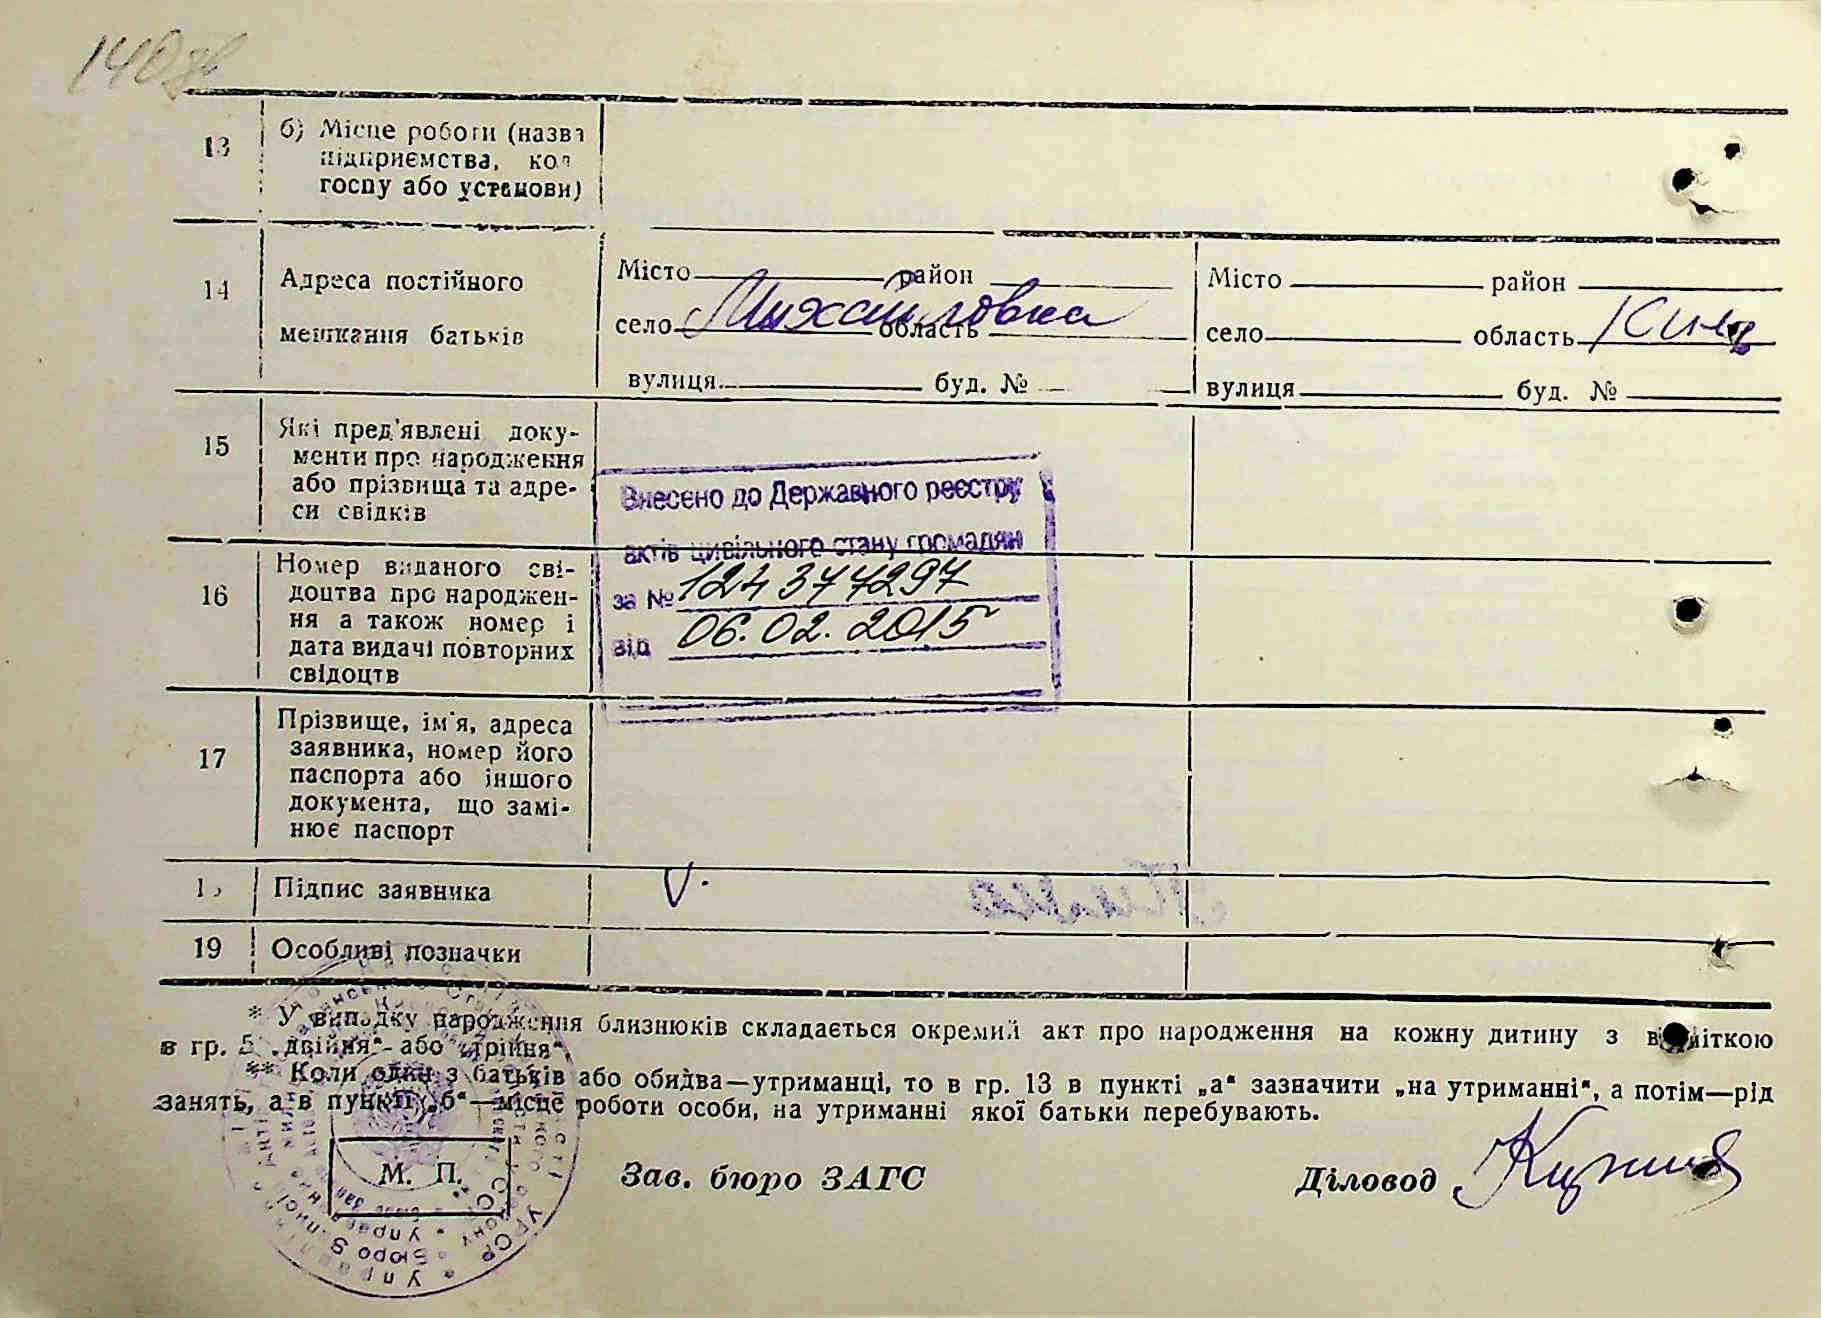 140зв
13 б) Місце роботи (назва
підприємства, кол
госпу або установи)
14 Адреса постійного
мешкання батьків
Місто район
село Михайловка область
вулиця буд. №
Місто район
село область
вулиця буд. №
15 Які пред'явлені доку-
менти про народження
або прізвища та адре-
си свідків
Внесено до Державного реєстру
актів цивільного стану громадян
за № 124377297
від 06.02.2015
16 Номер виданого сві-
доцтва про народжен-
ня а також номер і
дата видачі повторних
свідоцтв
17 Прізвище, ім'я, адреса
заявника, номер його
паспорта або іншого
документа, що замі-
нює паспорт
Підпис заявника V.
19 Особливі позначки
* У випадку народження близнюків складається окремий акт про народження на кожну дитину з відміткою
в гр. 5 „двійня“ або „трійня“
** Коли один з батьків або обидва—утриманці, то в гр. 13 в пункті „а“ зазначити „на утриманні“, а потім—рід
занять, а в пункті „б“—місце роботи особи, на утриманні якої батьки перебувають.
М. П.
Зав. бюро ЗАГС
Діловод